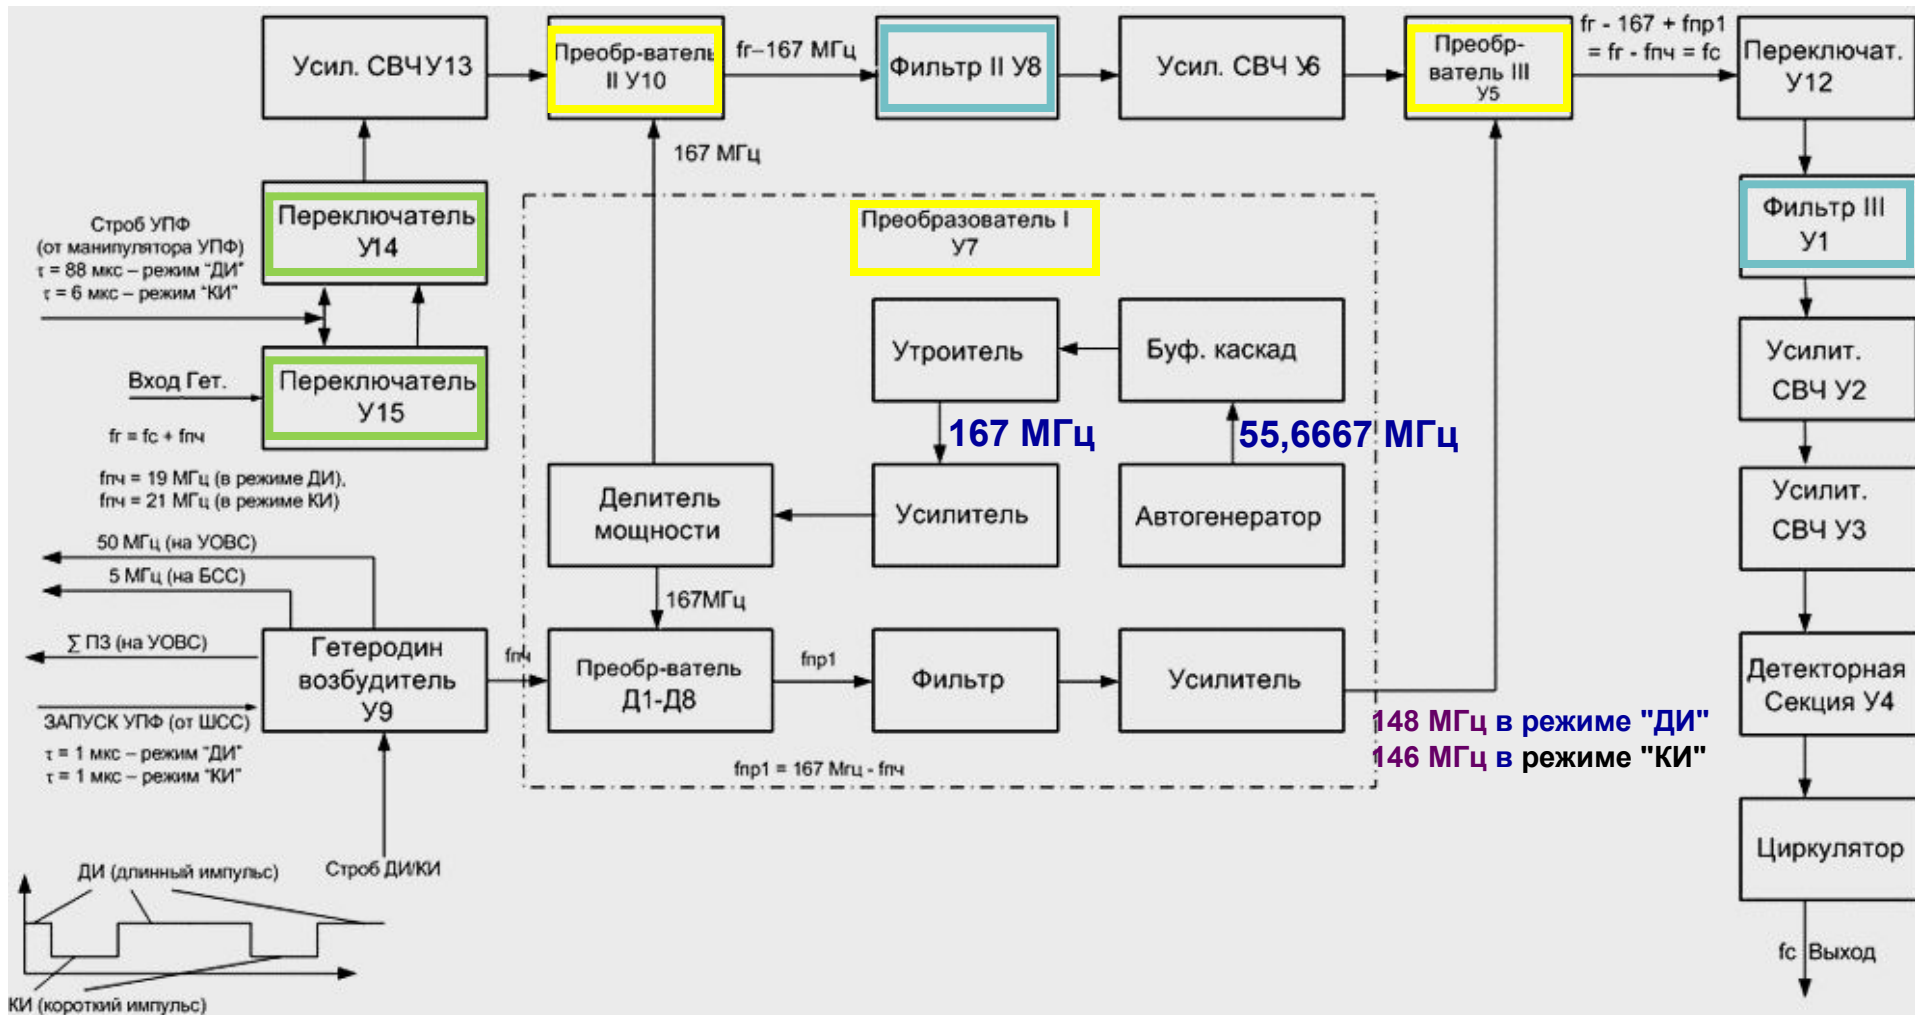 Усил. СВЧ У13
Преобр-ватель
II У10
fг–167 МГц
Фильтр II У8
Усил. СВЧ У6
Преобр-
ватель III
У5
fг - 167 + fпр1
= fг - fпч = fс
Переключат.
У12
167 МГц
Строб УПФ
(от манипулятора УПФ)
τ = 88 мкс – режим "ДИ"
τ = 6 мкс – режим "КИ"
Переключатель
У14
Преобразователь I
У7
Фильтр III
У1
Вход Гет.
Переключатель
У15
Утроитель
Буф. каскад
Усилит.
СВЧ У2
fг = fс + fпч
167 МГц
55,6667 МГц
fпч = 19 МГц (в режиме ДИ),
fпч = 21 МГц (в режиме КИ)
Делитель
мощности
Усилитель
Автогенератор
Усилит.
СВЧ У3
50 МГц (на УОВС)
5 МГц (на БСС)
167МГц
∑ ПЗ (на УОВС)
Гетеродин
возбудитель
У9
fпч
Преобр-ватель
Д1-Д8
fпр1
Фильтр
Усилитель
Детекторная
Секция У4
ЗАПУСК УПФ (от ШСС)
τ = 1 мкс – режим "ДИ"
τ = 1 мкс – режим "КИ"
148 МГц в режиме "ДИ"
146 МГц в режиме "КИ"
fпр1 = 167 Мгц - fпч
Циркулятор
ДИ (длинный импульс)
Строб ДИ/КИ
fс Выход
КИ (короткий импульс)